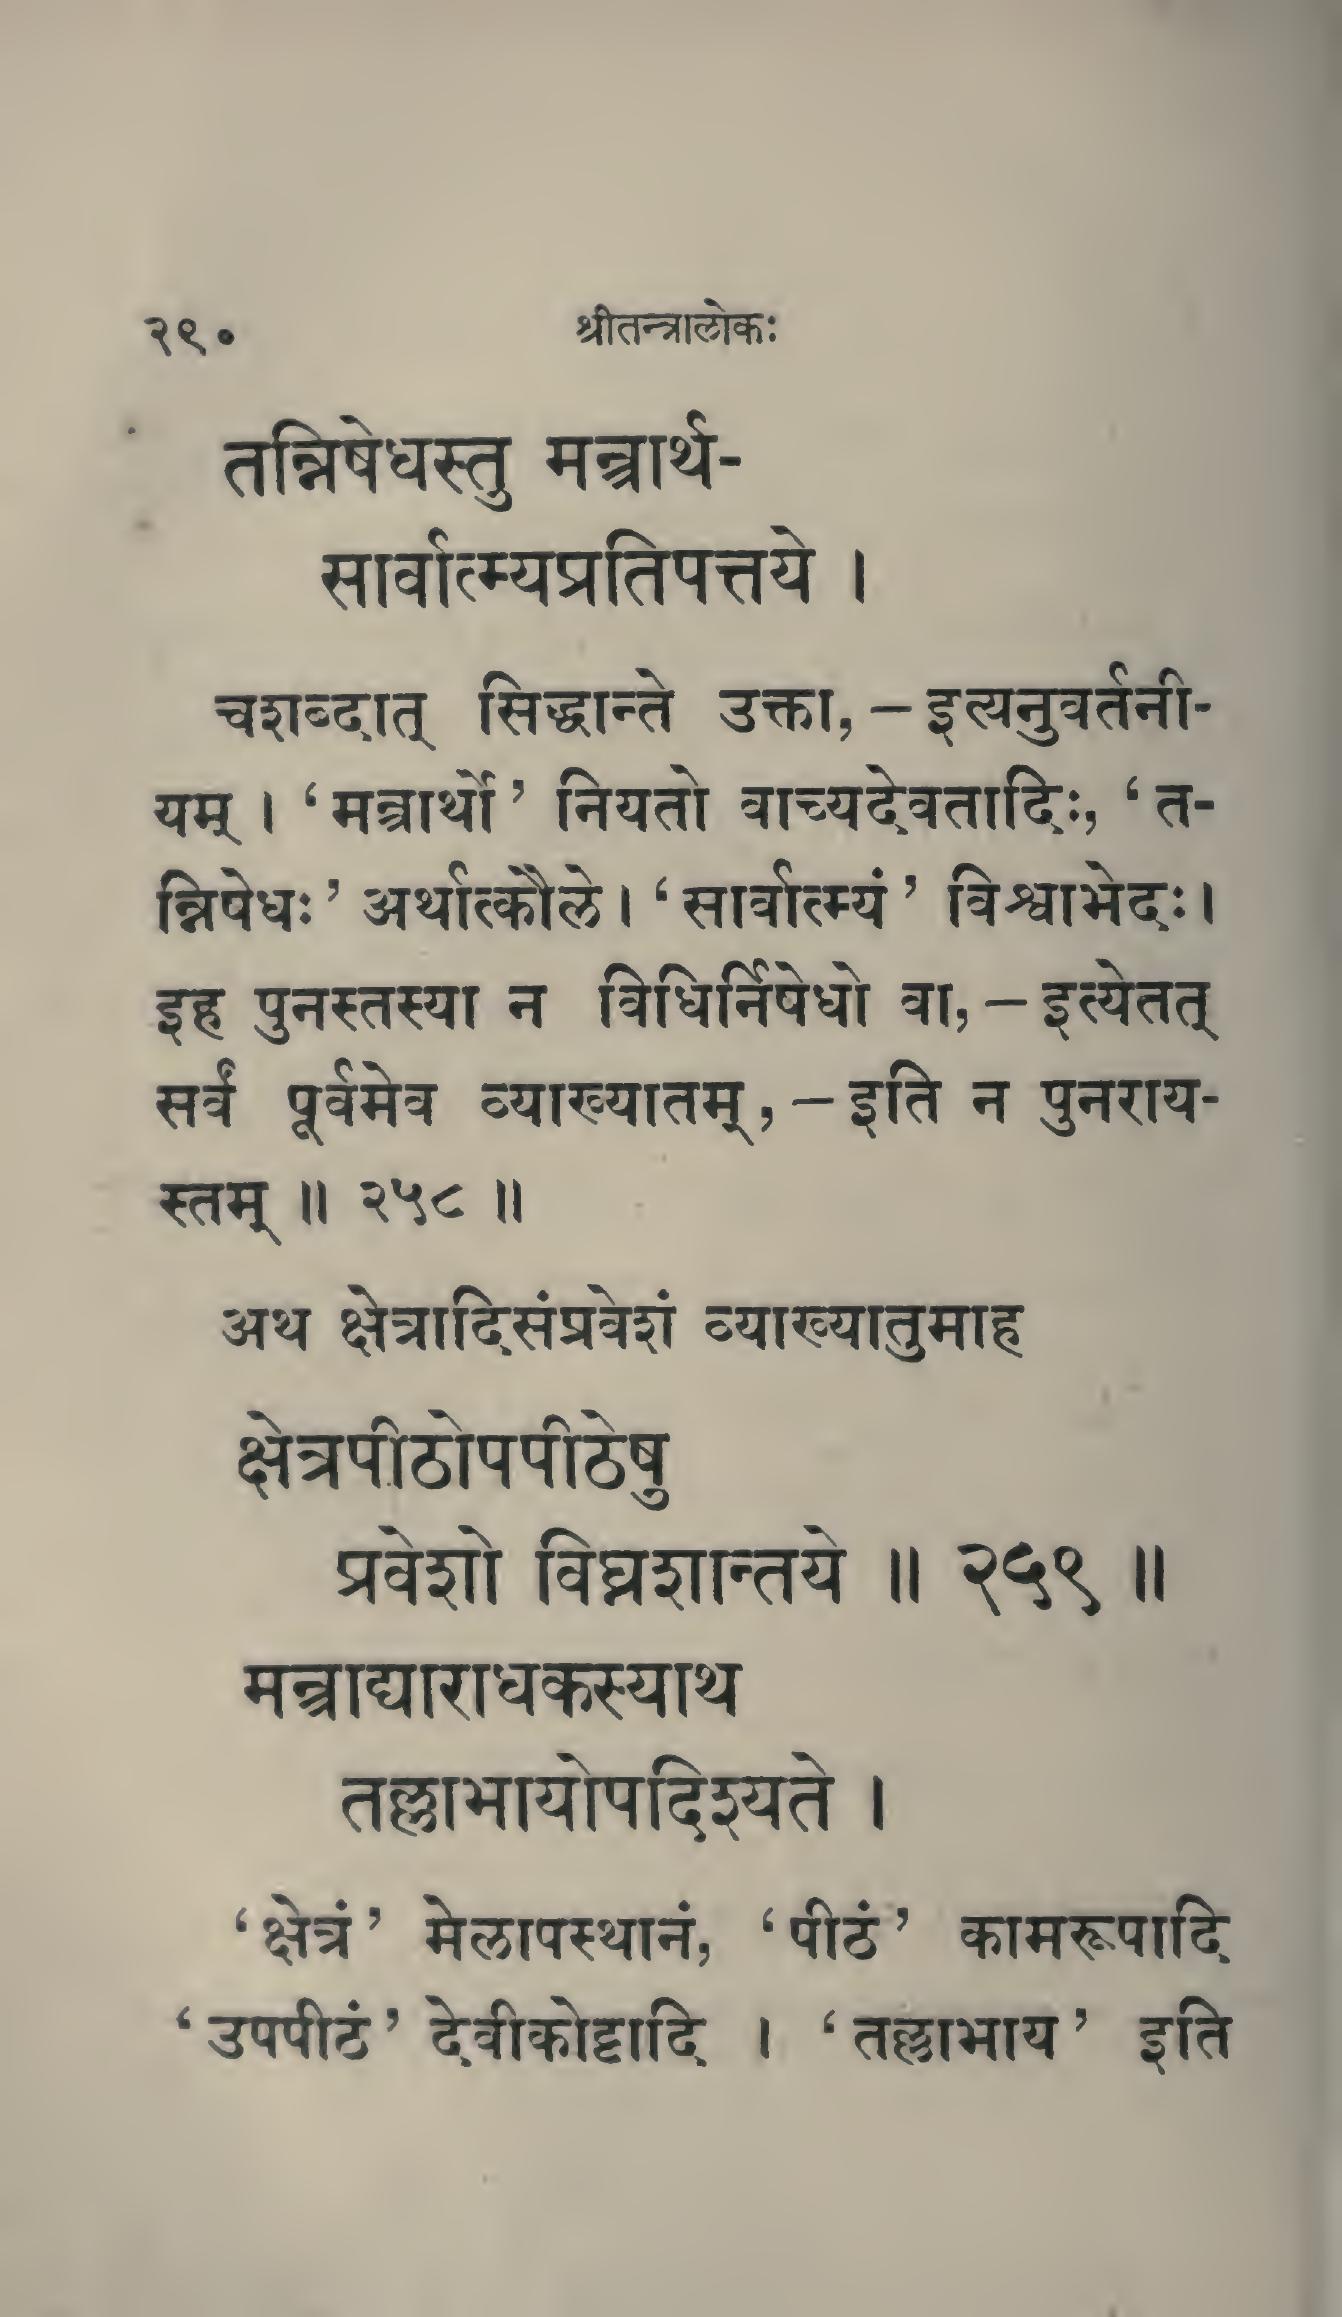 २९०
श्रीतन्त्रालोकः
तन्निषेधस्तु मन्त्रार्थ-
सार्वात्म्यप्रतिपत्तये ।
चशब्दात् सिद्धान्ते उक्ता, – इत्यनुवर्तनी-
यम् । ‘मन्त्रार्थो’ नियतो वाच्यदेवतादिः, ‘त-
न्निषेधः’ अर्थात्कौले । ‘सार्वात्म्यं’ विश्वाभेदः ।
इह पुनस्तस्या न विधिर्निषेधो वा, – इत्येतत्
सर्वं पूर्वमेव व्याख्यातम्, – इति न पुनराय-
स्तम् ॥ २५८ ॥
अथ क्षेत्रादिसंप्रवेशं व्याख्यातुमाह
क्षेत्रपीठोपपीठेषु
प्रवेशो विघ्नशान्तये ॥ २५९ ॥
मन्त्राद्याराधकस्याथ
तल्लाभायोपदिश्यते ।
‘क्षेत्रं’ मेलापस्थानं, ‘पीठं’ कामरूपादि
‘उपपीठं’ देवीकोट्टादि । ‘तल्लाभाय’ इति